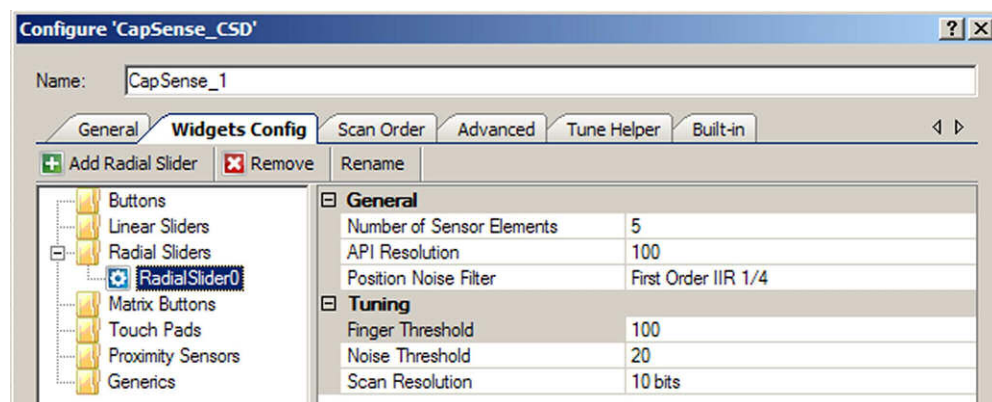 Configure 'CapSense_CSD'
Name: CapSense_1
General Widgets Config Scan Order Advanced Tune Helper Built-in
Add Radial Slider Remove Rename
Buttons
Linear Sliders
Radial Sliders
RadialSlider0
Matrix Buttons
Touch Pads
Proximity Sensors
Generics
General
Number of Sensor Elements 5
API Resolution 100
Position Noise Filter First Order IIR 1/4
Tuning
Finger Threshold 100
Noise Threshold 20
Scan Resolution 10 bits